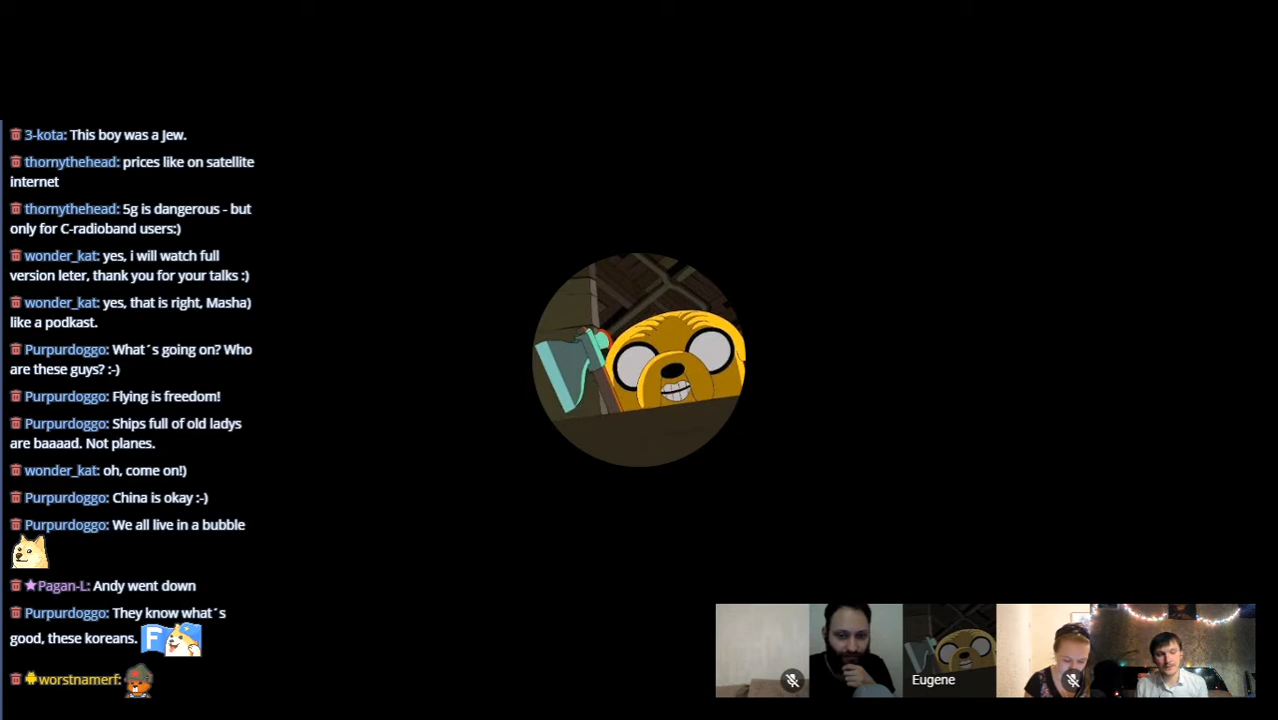 3-kota: This boy was a Jew.
thornythehead: prices like on satellite
internet
thornythehead: 5g is dangerous - but
only for C-radioband users:)
wonder_kat: yes, i will watch full
version leter, thank you for your talks :)
wonder_kat: yes, that is right, Masha)
like a podkast.
Purpurdoggo: What´s going on? Who
are these guys? :-)
Purpurdoggo: Flying is freedom!
Purpurdoggo: Ships full of old ladys
are baaaad. Not planes.
wonder_kat: oh, come on!)
Purpurdoggo: China is okay :-)
Purpurdoggo: We all live in a bubble
Pagan-L: Andy went down
Purpurdoggo: They know what´s
good, these koreans. F
worstnamerf:
Eugene